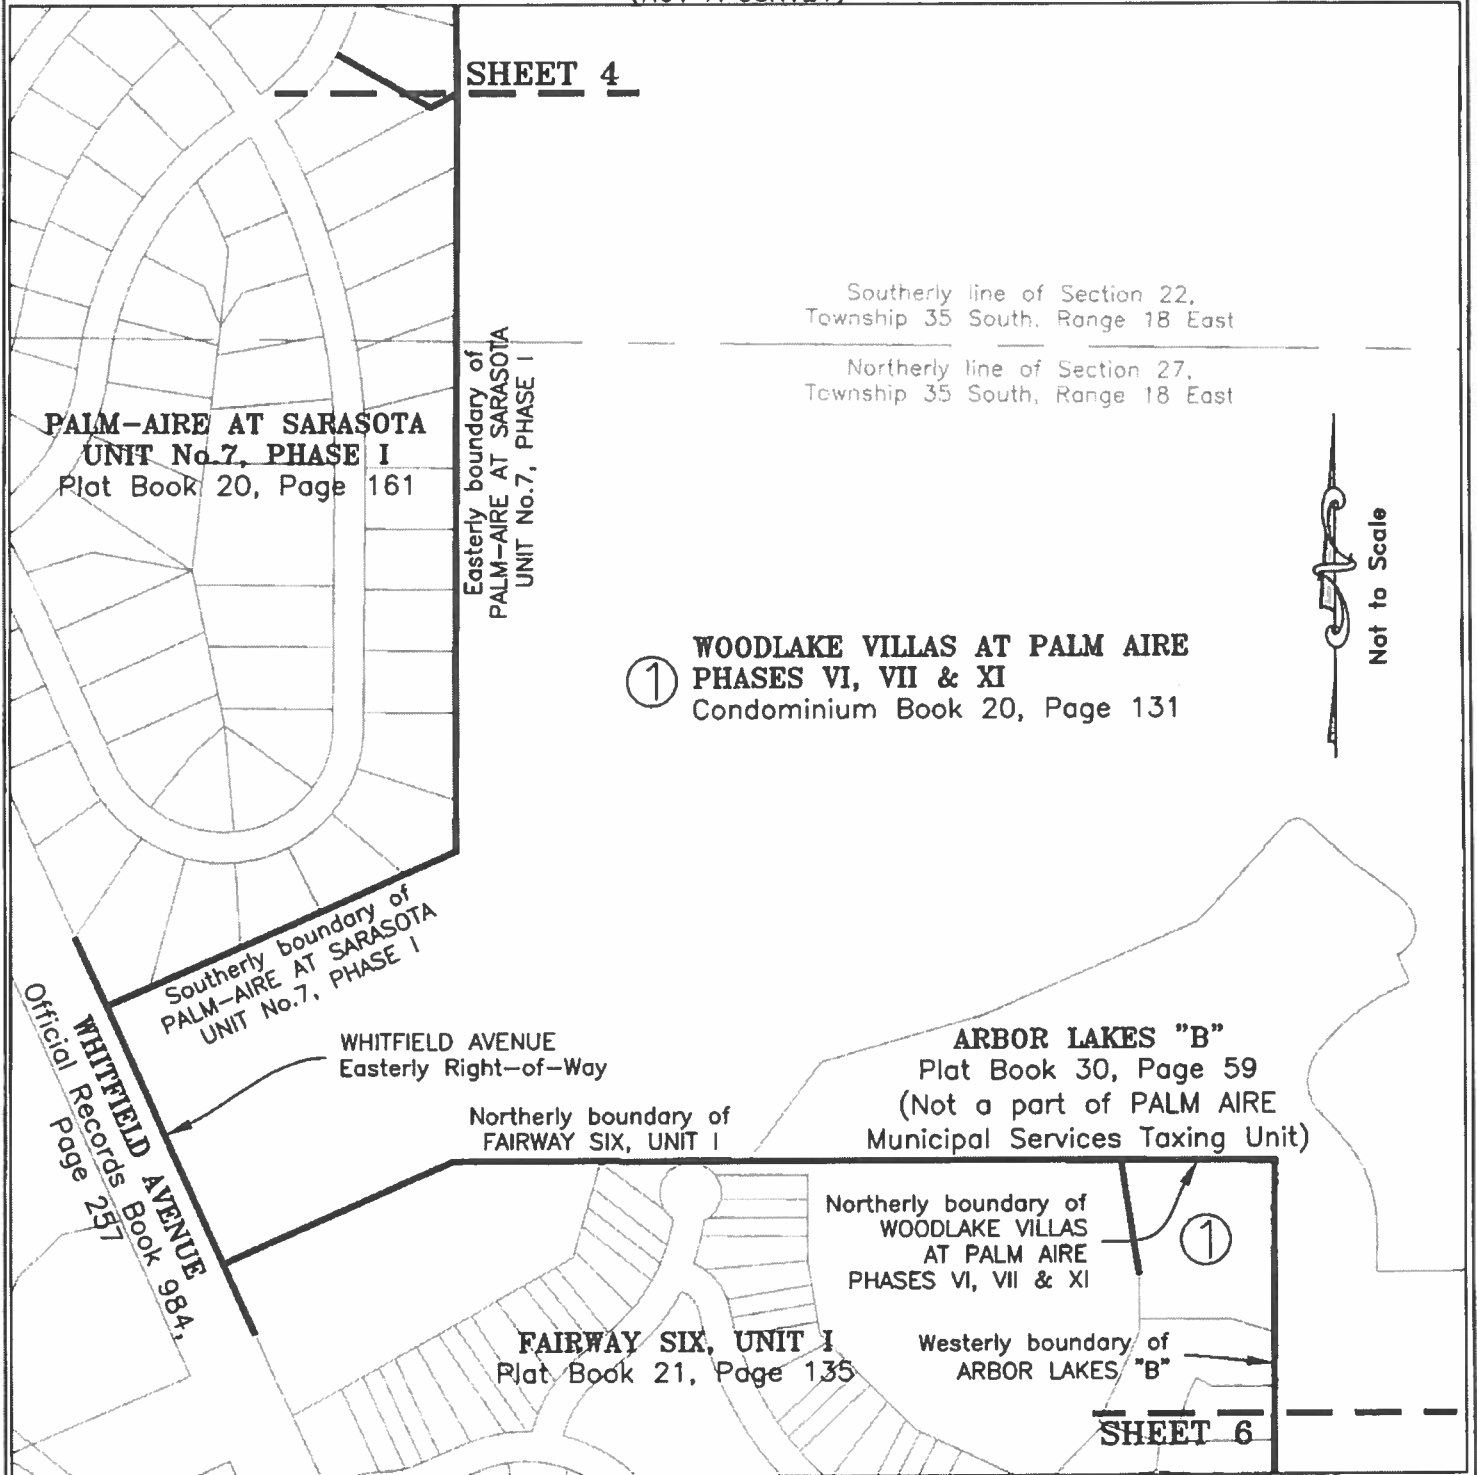 SHEET 4
Southerly line of Section 22,
Township 35 South, Range 18 East
Northerly line of Section 27,
Township 35 South, Range 18 East
Easterly boundary of
PALM-AIRE AT SARASOTA
UNIT No.7, PHASE I
PALM-AIRE AT SARASOTA
UNIT No.7, PHASE I
Plat Book 20, Page 161
Not to Scale
1
WOODLAKE VILLAS AT PALM AIRE
PHASES VI, VII & XI
Condominium Book 20, Page 131
Southerly boundary of
PALM-AIRE AT SARASOTA
UNIT No.7, PHASE I
WHITFIELD AVENUE
Official Records Book 984,
Page 257
WHITFIELD AVENUE
Easterly Right-of-Way
Northerly boundary of
FAIRWAY SIX, UNIT I
ARBOR LAKES "B"
Plat Book 30, Page 59
(Not a part of PALM AIRE
Municipal Services Taxing Unit)
Northerly boundary of
WOODLAKE VILLAS
AT PALM AIRE
PHASES VI, VII & XI
1
FAIRWAY SIX, UNIT I
Plat Book 21, Page 135
Westerly boundary of
ARBOR LAKES "B"
SHEET 6